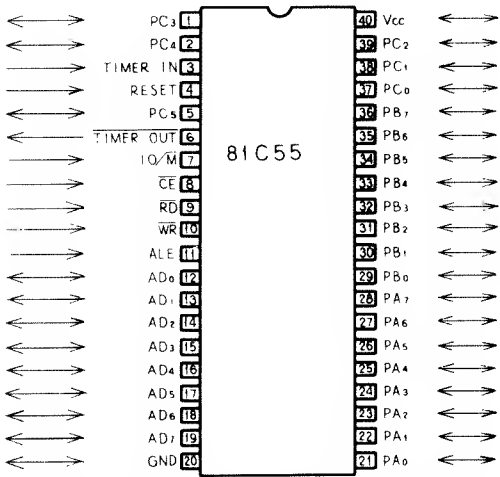 PC3 1 40 Vcc
PC4 2 39 PC2
TIMER IN 3 38 PC1
RESET 4 37 PC0
PC5 5 36 PB7
TIMER OUT 6 35 PB6
IO/M 7 81C55 34 PB5
CE 8 33 PB4
RD 9 32 PB3
WR 10 31 PB2
ALE 11 30 PB1
AD0 12 29 PB0
AD1 13 28 PA7
AD2 14 27 PA6
AD3 15 26 PA5
AD4 16 25 PA4
AD5 17 24 PA3
AD6 18 23 PA2
AD7 19 22 PA1
GND 20 21 PA0